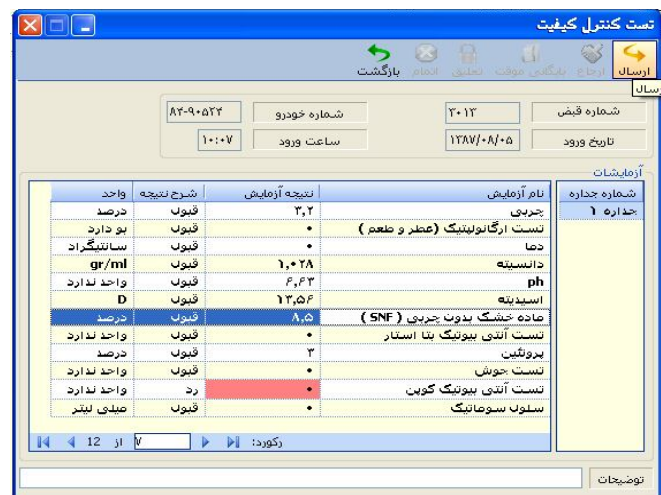 تست کنترل کیفیت
ارسال ارجاع بایگانی موقت تعلیق اتمام بازگشت
رسال
شماره قبض ۳۰۱۳ شماره خودرو ۸۴-۹۰۵۲۴
تاریخ ورود ۱۳۸۷/۰۸/۰۵ ساعت ورود ۱۰:۰۷
آزمایشات
شماره جداره
جداره ۱
نام آزمایش نتیجه آزمایش شرح نتیجه واحد
چربی ۳,۲ قبول درصد
تست ارگانولپتیک (عطر و طعم ) ۰ قبول بو دارد
دما ۰ قبول سانتیگراد
دانسیته ۱,۰۲۸ قبول gr/ml
ph ۶,۶۳ قبول واحد ندارد
اسیدیته ۱۳,۵۶ قبول D
ماده خشک بدون چربی ( SNF ) ۸,۵ قبول درصد
تست آنتی بیوتیک بتا استار ۰ قبول واحد ندارد
پروتئین ۳ قبول درصد
تست جوش ۰ قبول واحد ندارد
تست آنتی بیوتیک کوپن ۰ رد واحد ندارد
سلول سوماتیک ۰ قبول میلی لیتر
رکورد: ۷ از 12
توضیحات